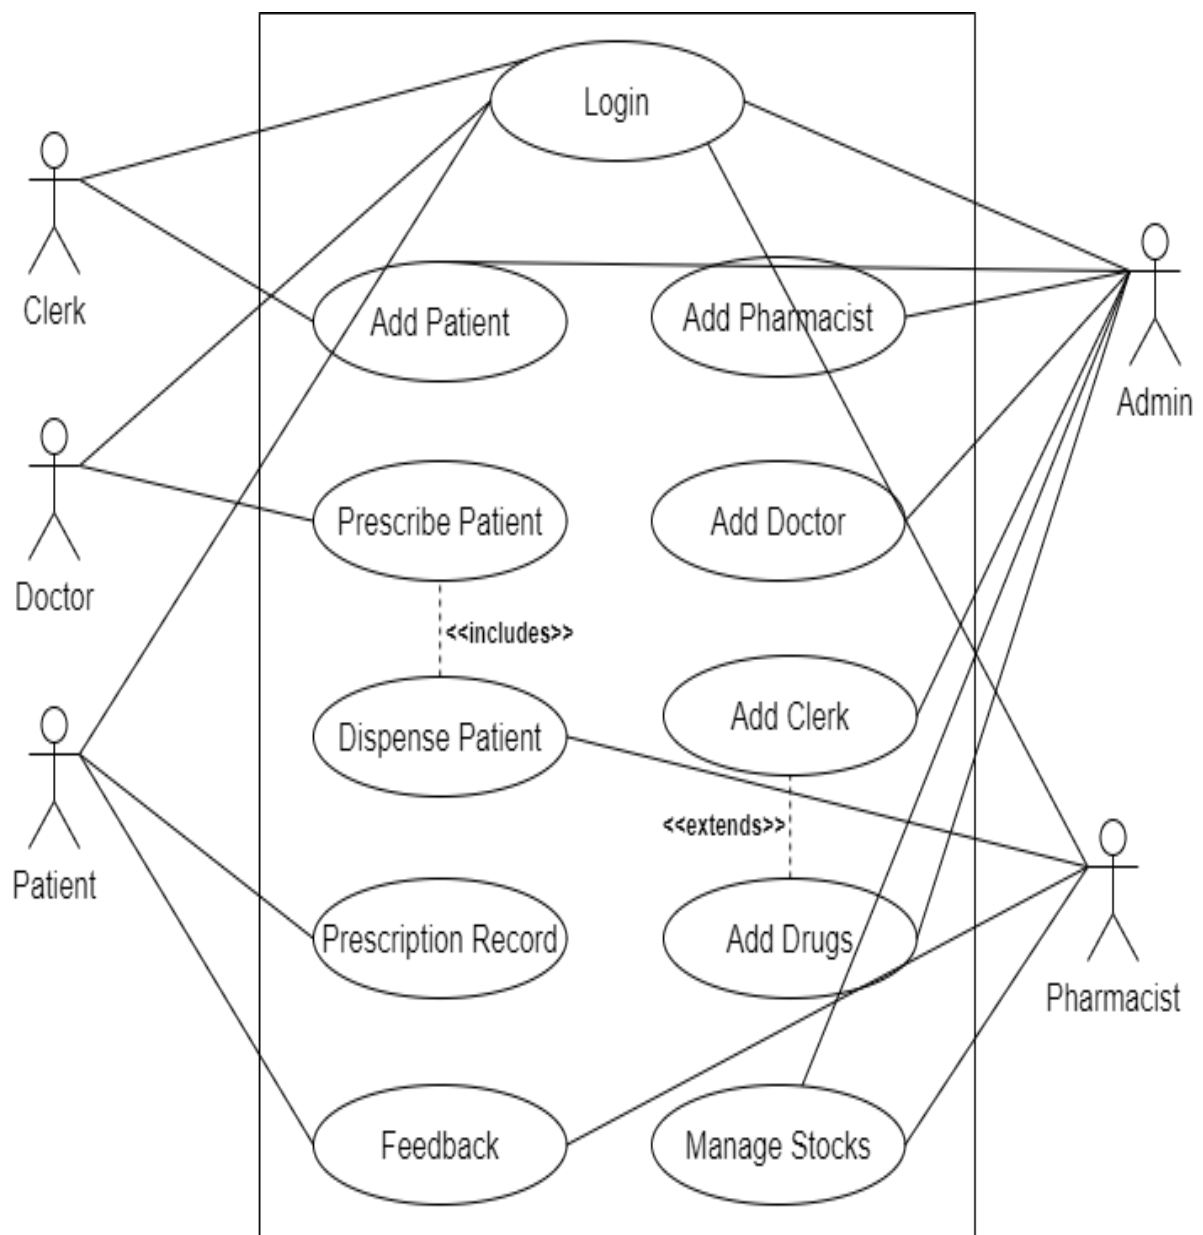 Login
Clerk
Add Patient
Add Pharmacist
Admin
Doctor
Prescribe Patient
Add Doctor
<<includes>>
Patient
Dispense Patient
Add Clerk
<<extends>>
Prescription Record
Add Drugs
Pharmacist
Feedback
Manage Stocks